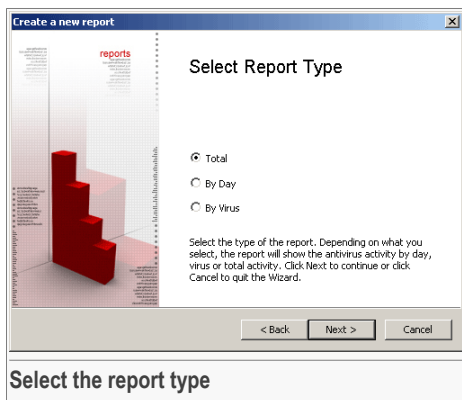 Create a new report
reports
Select Report Type
Total
By Day
By Virus
Select the type of the report. Depending on what you
select, the report will show the antivirus activity by day,
virus or total activity. Click Next to continue or click
Cancel to quit the Wizard.
< Back
Next >
Cancel
Select the report type